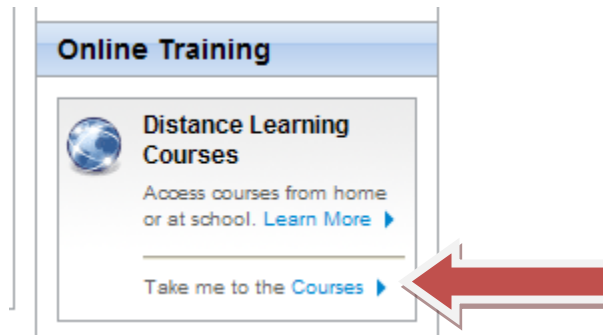 Online Training
Distance Learning
Courses
Access courses from home
or at school. Learn More
Take me to the Courses